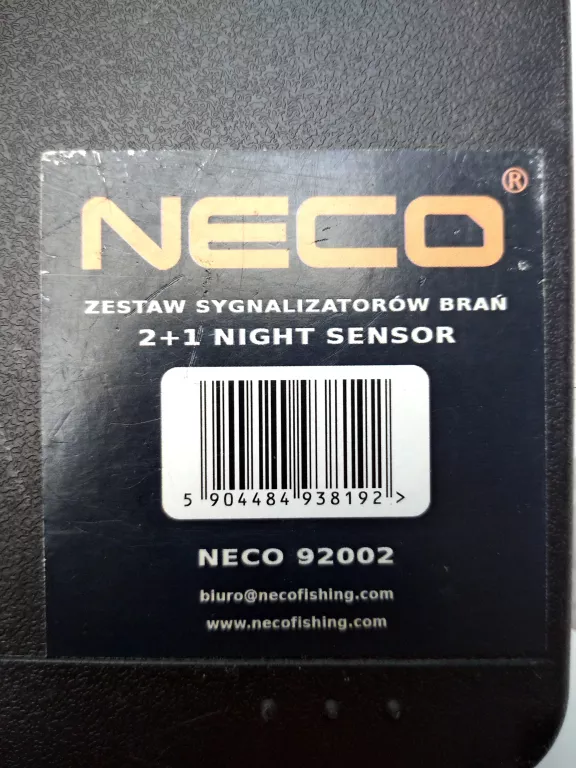 NECO®
ZESTAW SYGNALIZATORÓW BRAŃ
2+1 NIGHT SENSOR
5 904484 938192 >
NECO 92002
biuro@necofishing.com
www.necofishing.com